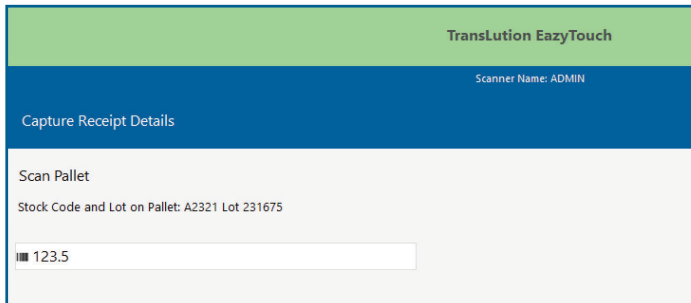 TransLution EazyTouch
Scanner Name: ADMIN
Capture Receipt Details
Scan Pallet
Stock Code and Lot on Pallet: A2321 Lot 231675
123.5